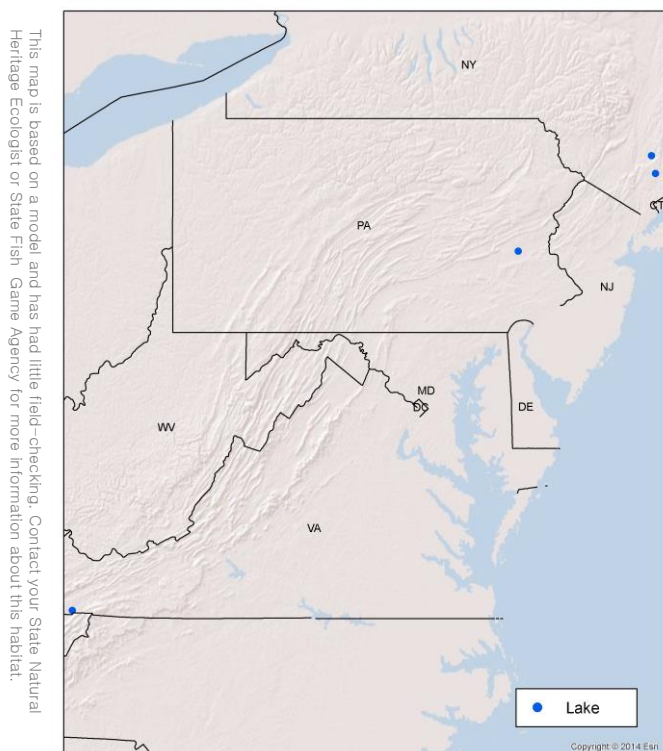 This map is based on a model and has had little field-checking. Contact your State Natural
Heritage Ecologist or State Fish Game Agency for more information about this habitat.
NY
CT
PA
NJ
MD
DC
DE
WV
VA
Lake
Copyright © 2014 Esri